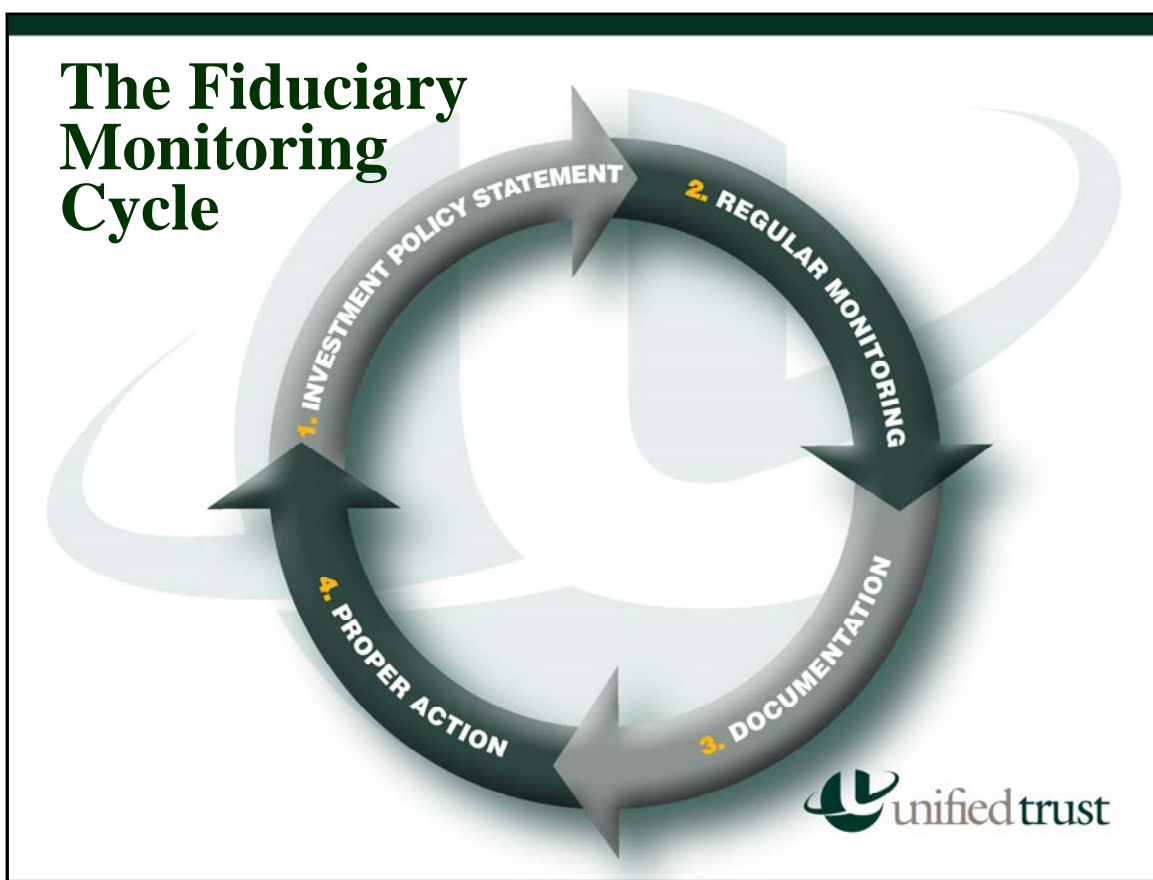 The Fiduciary
Monitoring
Cycle
1. INVESTMENT POLICY STATEMENT
2. REGULAR MONITORING
3. DOCUMENTATION
4. PROPER ACTION
unified trust